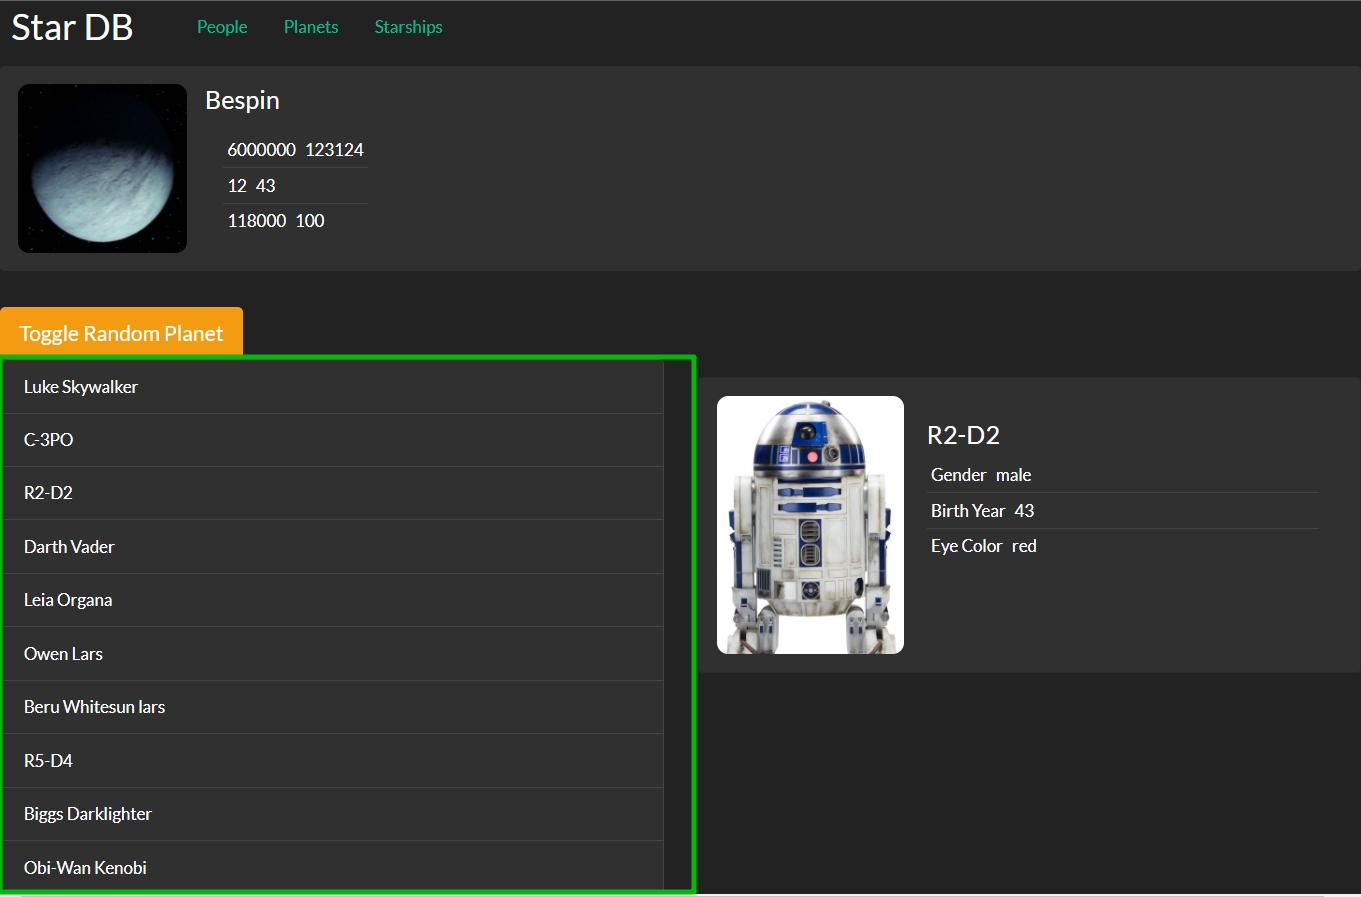 Star DB People Planets Starships
Bespin
6000000 123124
12 43
118000 100
Toggle Random Planet
Luke Skywalker
C-3PO
R2-D2
Darth Vader
Leia Organa
Owen Lars
Beru Whitesun lars
R5-D4
Biggs Darklighter
Obi-Wan Kenobi
R2-D2
Gender male
Birth Year 43
Eye Color red